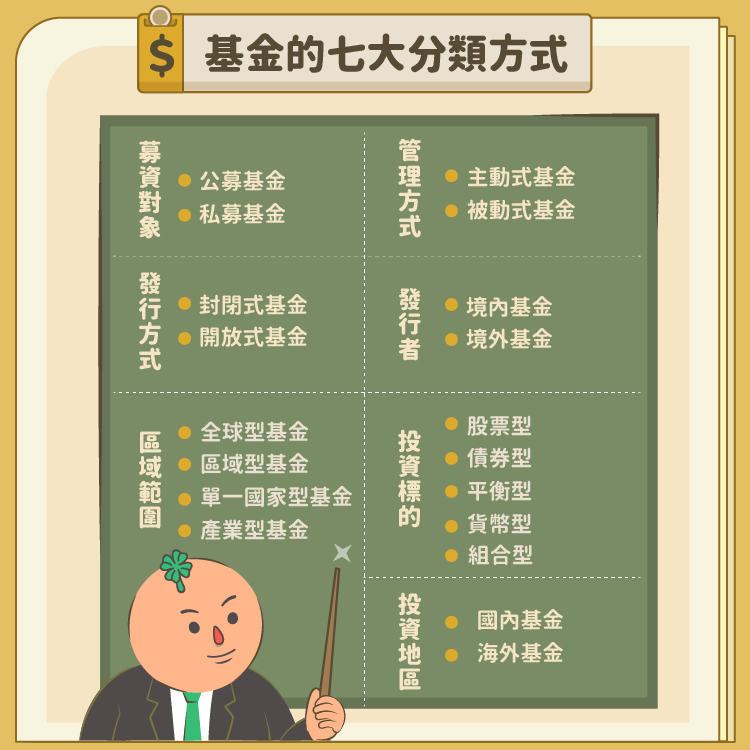 $
基金的七大分類方式
募資對象
公募基金
私募基金
管理方式
主動式基金
被動式基金
發行方式
封閉式基金
開放式基金
發行者
境內基金
境外基金
區域範圍
全球型基金
區域型基金
單一國家型基金
產業型基金
投資標的
股票型
債券型
平衡型
貨幣型
組合型
投資地區
國內基金
海外基金